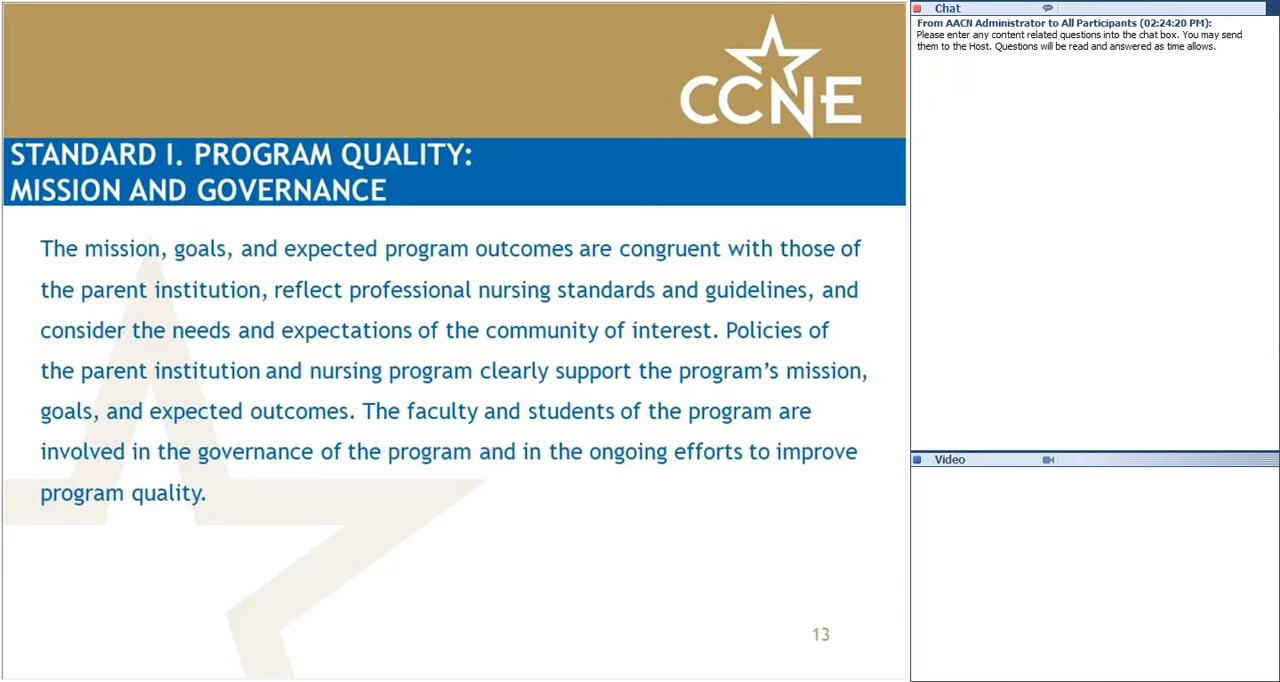 CCNE
STANDARD I. PROGRAM QUALITY:
MISSION AND GOVERNANCE
The mission, goals, and expected program outcomes are congruent with those of
the parent institution, reflect professional nursing standards and guidelines, and
consider the needs and expectations of the community of interest. Policies of
the parent institution and nursing program clearly support the program's mission,
goals, and expected outcomes. The faculty and students of the program are
involved in the governance of the program and in the ongoing efforts to improve
program quality.
13
Chat
From AACN Administrator to All Participants (02:24:20 PM):
Please enter any content related questions into the chat box. You may send
them to the Host. Questions will be read and answered as time allows.
Video